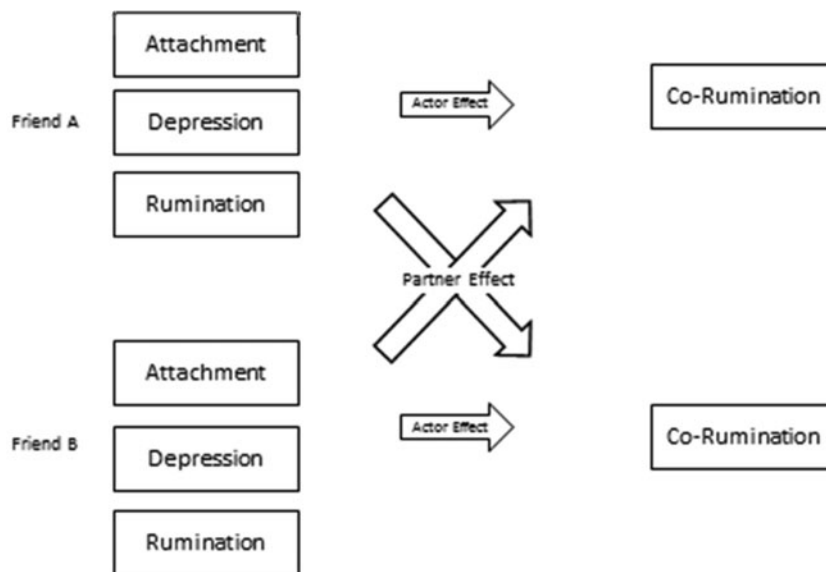 Attachment
Friend A
Depression
Rumination
Actor Effect
Co-Rumination
Partner Effect
Attachment
Friend B
Depression
Rumination
Actor Effect
Co-Rumination